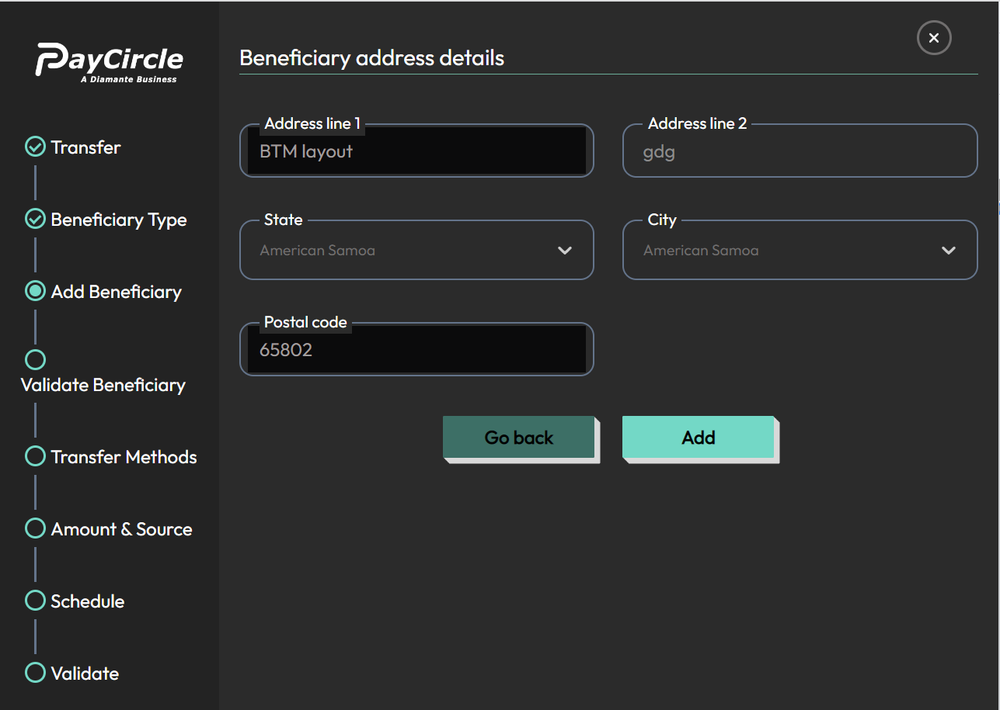 PayCircle
A Diamante Business
Transfer
Beneficiary Type
Add Beneficiary
Validate Beneficiary
Transfer Methods
Amount & Source
Schedule
Validate
Beneficiary address details
Address line 1
BTM layout
Address line 2
gdg
State
American Samoa
City
American Samoa
Postal code
65802
Go back
Add